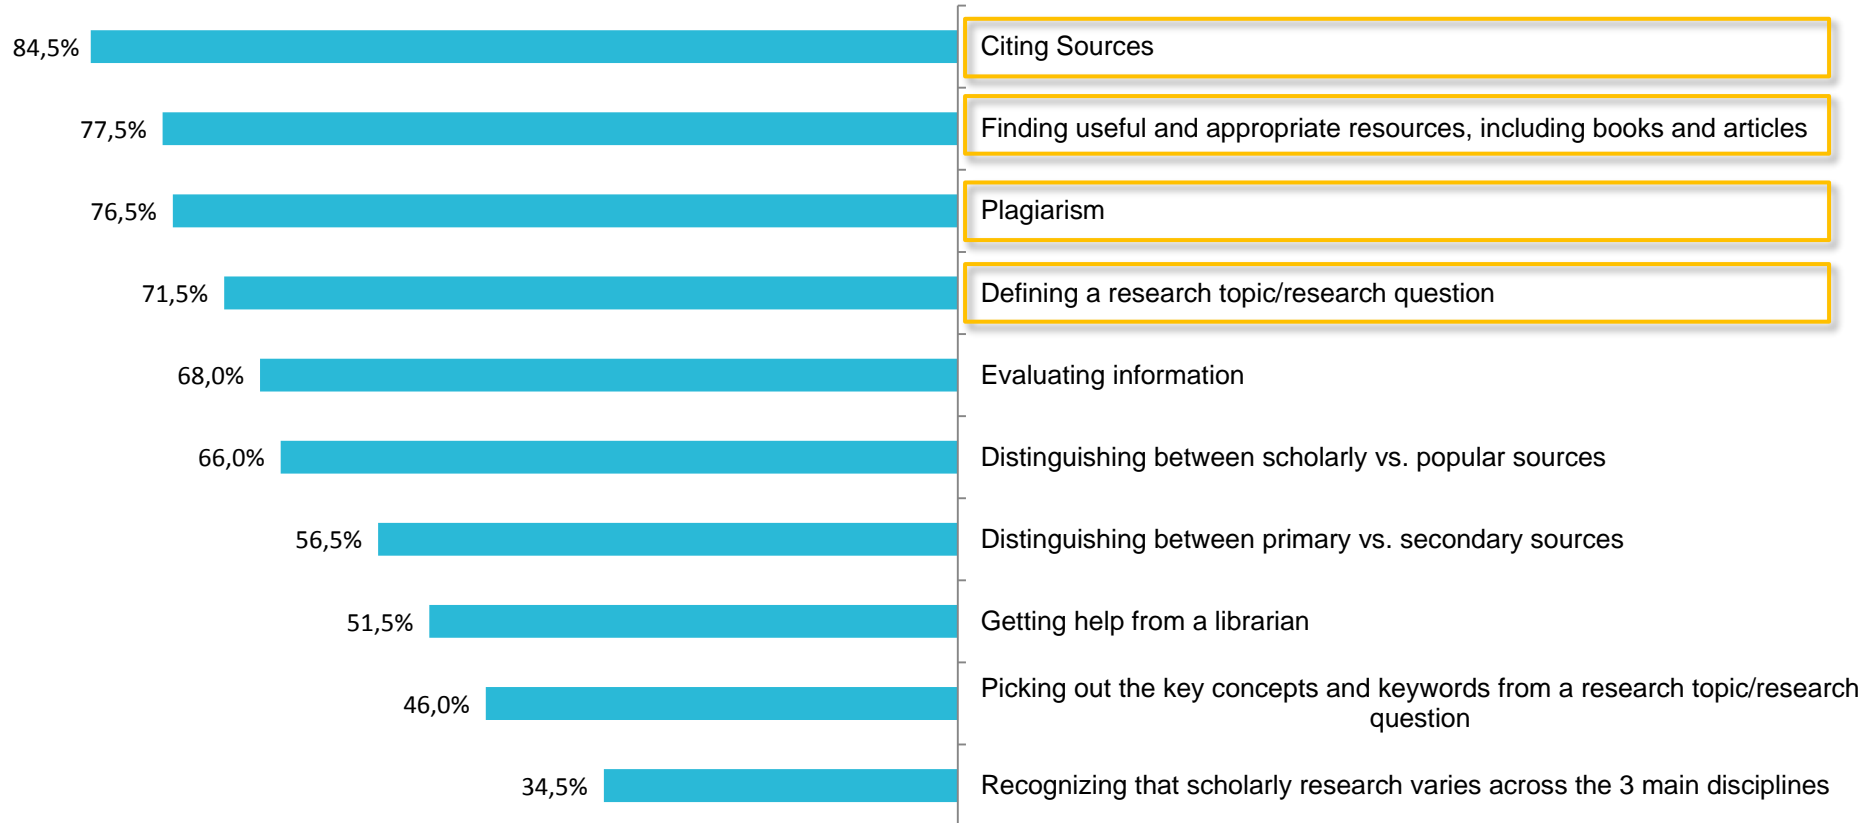 84,5% Citing Sources
77,5% Finding useful and appropriate resources, including books and articles
76,5% Plagiarism
71,5% Defining a research topic/research question
68,0% Evaluating information
66,0% Distinguishing between scholarly vs. popular sources
56,5% Distinguishing between primary vs. secondary sources
51,5% Getting help from a librarian
46,0% Picking out the key concepts and keywords from a research topic/research
question
34,5% Recognizing that scholarly research varies across the 3 main disciplines